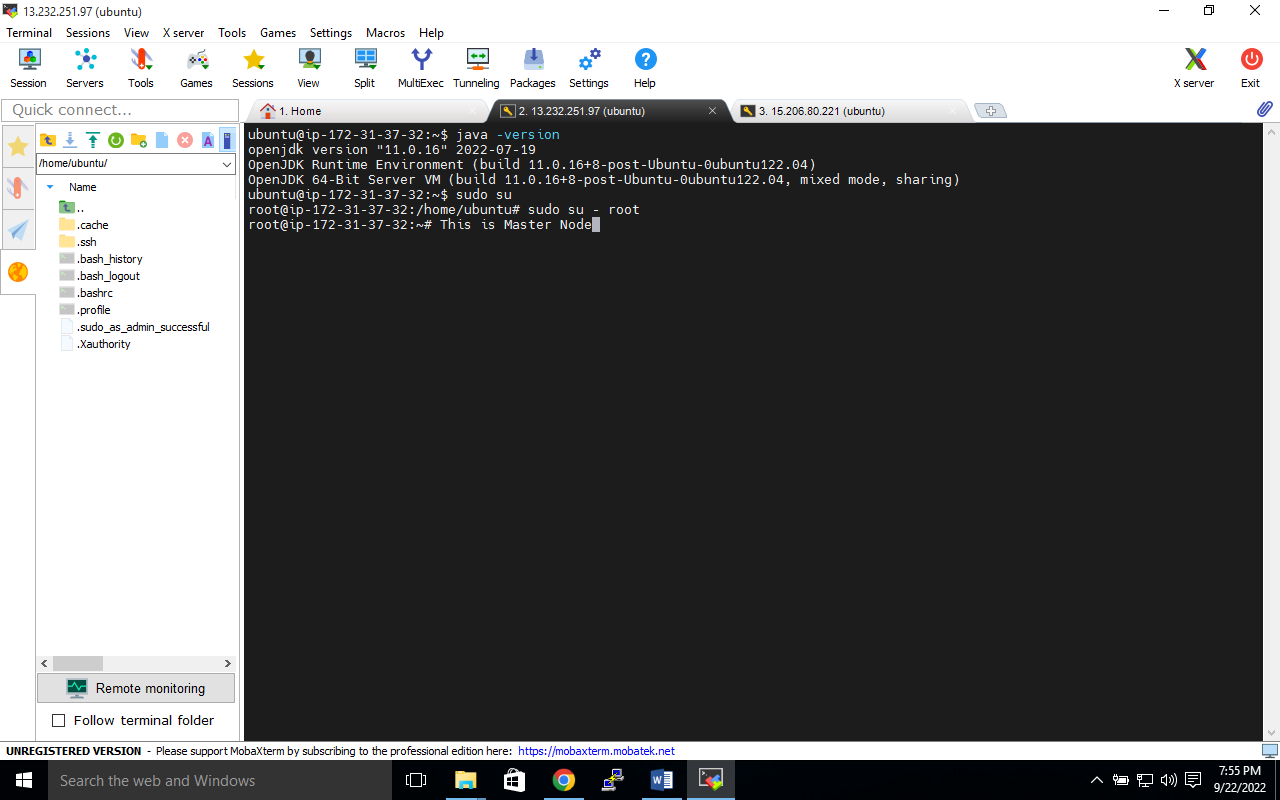 13.232.251.97 (ubuntu)
Terminal Sessions View X server Tools Games Settings Macros Help
Session Servers Tools Games Sessions View Split MultiExec Tunneling Packages Settings Help X server Exit
Quick connect...
1. Home
2. 13.232.251.97 (ubuntu)
3. 15.206.80.221 (ubuntu)
/home/ubuntu/
Name
..
.cache
.ssh
.bash_history
.bash_logout
.bashrc
.profile
.sudo_as_admin_successful
.Xauthority
Remote monitoring
Follow terminal folder
ubuntu@ip-172-31-37-32:~$ java -version
openjdk version "11.0.16" 2022-07-19
OpenJDK Runtime Environment (build 11.0.16+8-post-Ubuntu-0ubuntu122.04)
OpenJDK 64-Bit Server VM (build 11.0.16+8-post-Ubuntu-0ubuntu122.04, mixed mode, sharing)
ubuntu@ip-172-31-37-32:~$ sudo su
root@ip-172-31-37-32:/home/ubuntu# sudo su - root
root@ip-172-31-37-32:~# This is Master Node
UNREGISTERED VERSION - Please support MobaXterm by subscribing to the professional edition here: https://mobaxterm.mobatek.net
Search the web and Windows
7:55 PM
9/22/2022